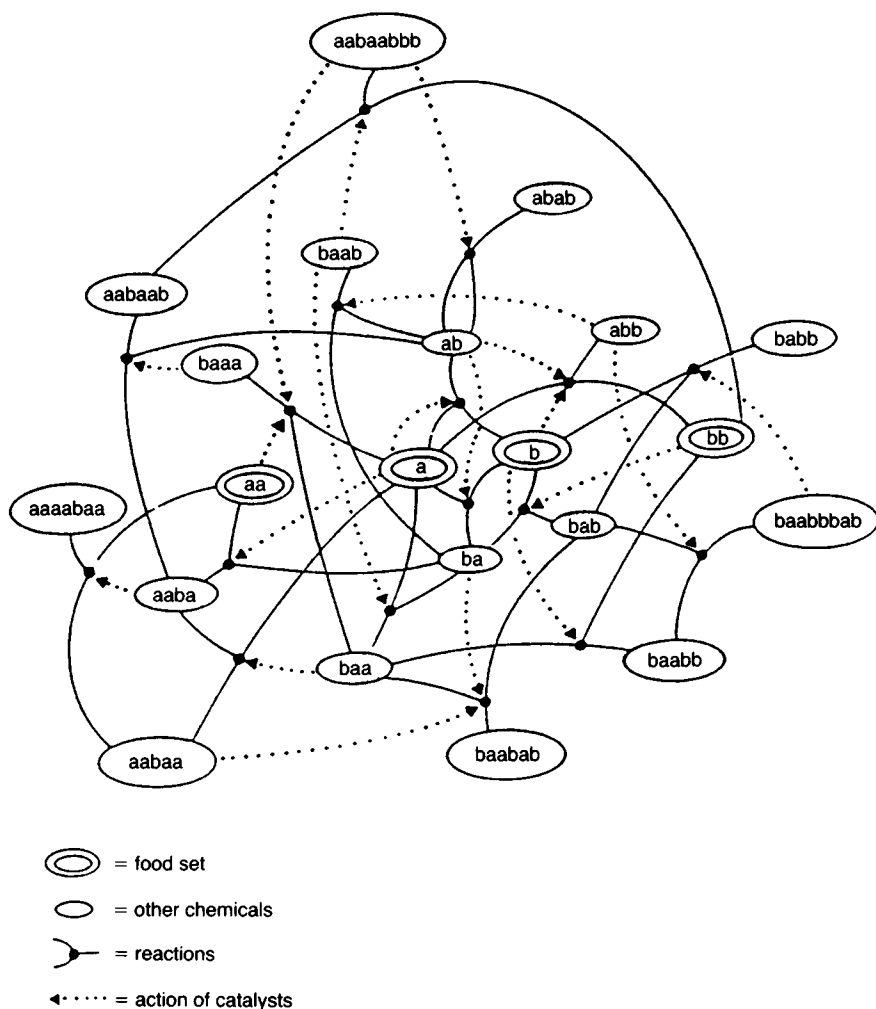 aabaabbb
abab
baab
aabaab
ab
abb
babb
baaa
a
b
bb
aa
aaaabaa
bab
baabbbab
ba
aaba
baa
baabb
aabaa
baabab
= food set
= other chemicals
= reactions
= action of catalysts